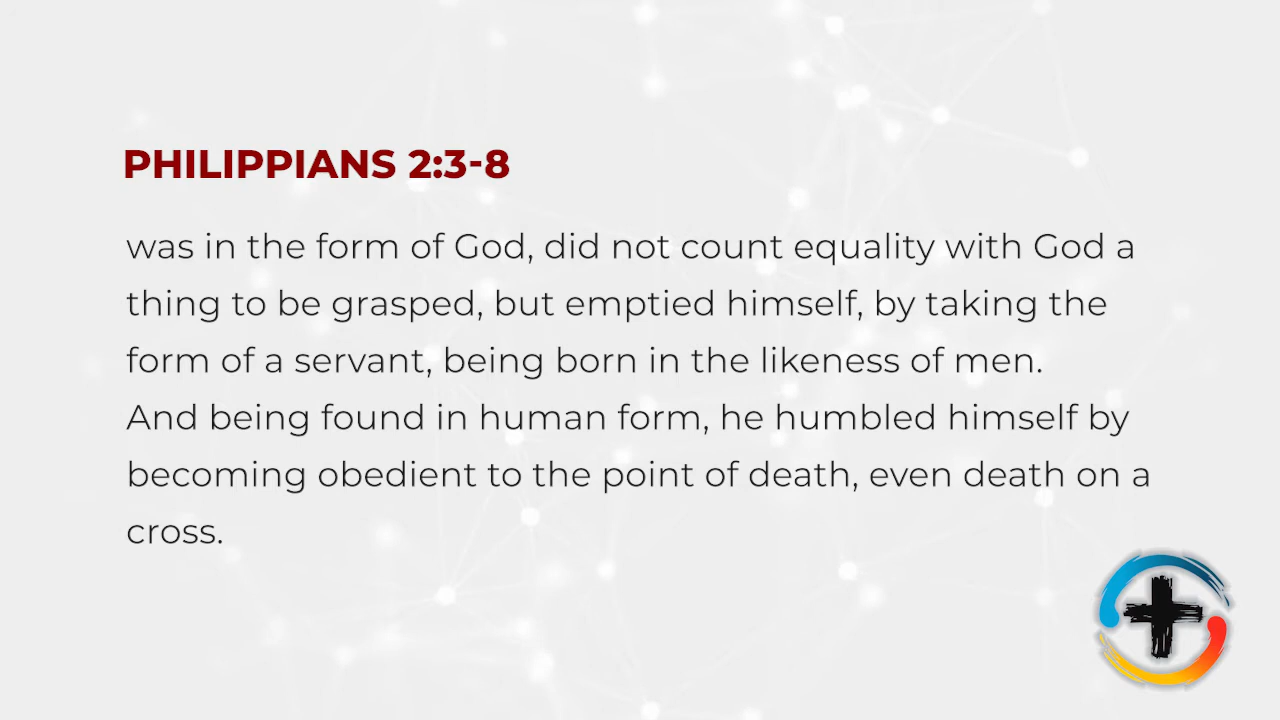 PHILIPPIANS 2:3-8
was in the form of God, did not count equality with God a
thing to be grasped, but emptied himself, by taking the
form of a servant, being born in the likeness of men.
And being found in human form, he humbled himself by
becoming obedient to the point of death, even death on a
cross.